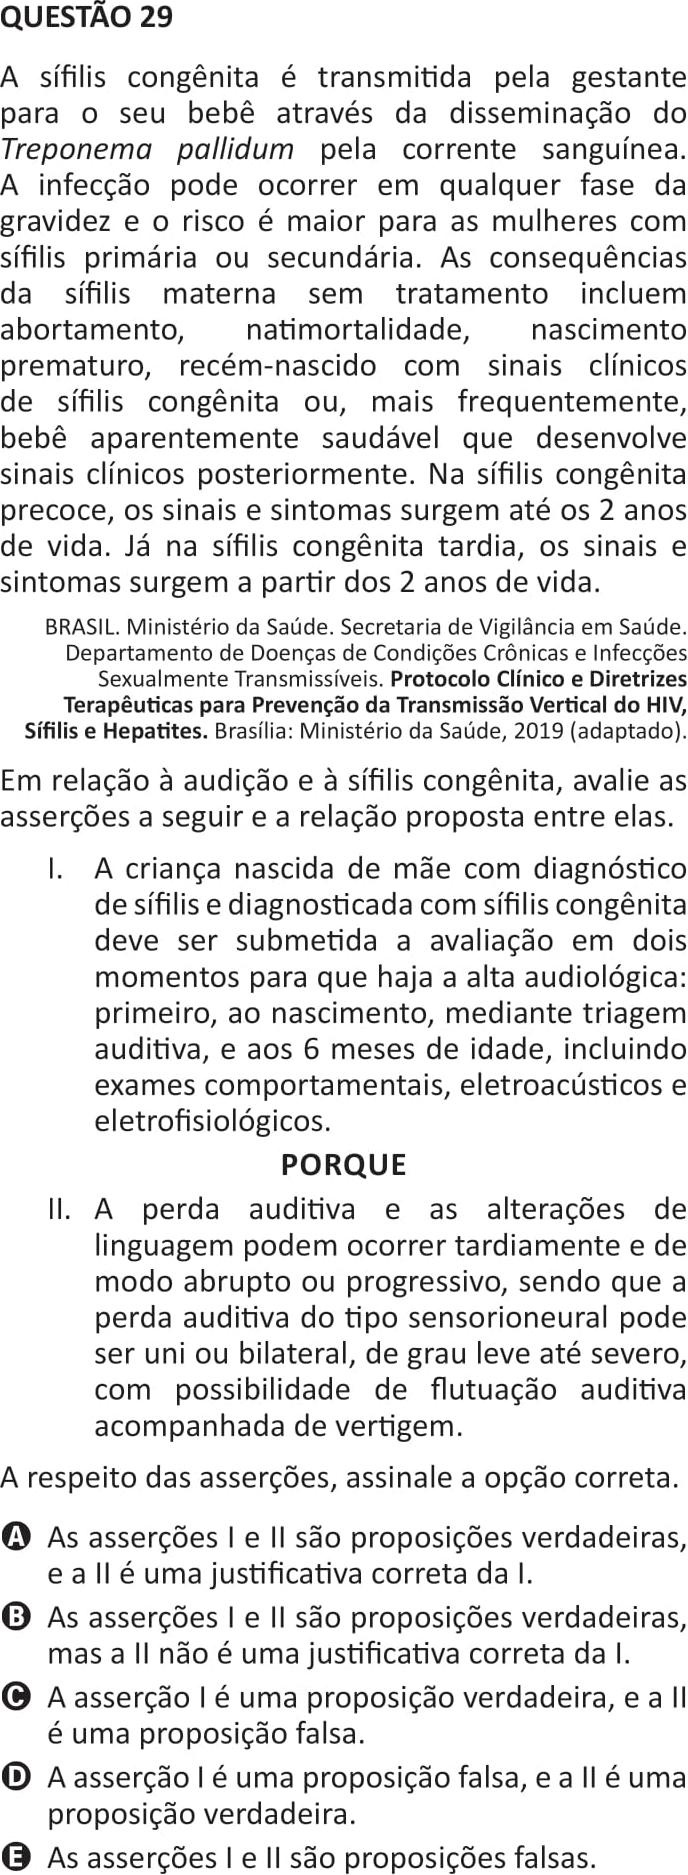 QUESTÃO 29
A sífilis congênita é transmitida pela gestante
para o seu bebê através da disseminação do
Treponema pallidum pela corrente sanguínea.
A infecção pode ocorrer em qualquer fase da
gravidez e o risco é maior para as mulheres com
sífilis primária ou secundária. As consequências
da sífilis materna sem tratamento incluem
abortamento, natimortalidade, nascimento
prematuro, recém-nascido com sinais clínicos
de sífilis congênita ou, mais frequentemente,
bebê aparentemente saudável que desenvolve
sinais clínicos posteriormente. Na sífilis congênita
precoce, os sinais e sintomas surgem até os 2 anos
de vida. Já na sífilis congênita tardia, os sinais e
sintomas surgem a partir dos 2 anos de vida.
BRASIL. Ministério da Saúde. Secretaria de Vigilância em Saúde.
Departamento de Doenças de Condições Crônicas e Infecções
Sexualmente Transmissíveis. Protocolo Clínico e Diretrizes
Terapêuticas para Prevenção da Transmissão Vertical do HIV,
Sífilis e Hepatites. Brasília: Ministério da Saúde, 2019 (adaptado).
Em relação à audição e à sífilis congênita, avalie as
asserções a seguir e a relação proposta entre elas.
I. A criança nascida de mãe com diagnóstico
de sífilis e diagnosticada com sífilis congênita
deve ser submetida a avaliação em dois
momentos para que haja a alta audiológica:
primeiro, ao nascimento, mediante triagem
auditiva, e aos 6 meses de idade, incluindo
exames comportamentais, eletroacústicos e
eletrofisiológicos.
PORQUE
II. A perda auditiva e as alterações de
linguagem podem ocorrer tardiamente e de
modo abrupto ou progressivo, sendo que a
perda auditiva do tipo sensorioneural pode
ser uni ou bilateral, de grau leve até severo,
com possibilidade de flutuação auditiva
acompanhada de vertigem.
A respeito das asserções, assinale a opção correta.
A As asserções I e II são proposições verdadeiras,
e a II é uma justificativa correta da I.
B As asserções I e II são proposições verdadeiras,
mas a II não é uma justificativa correta da I.
C A asserção I é uma proposição verdadeira, e a II
é uma proposição falsa.
D A asserção I é uma proposição falsa, e a II é uma
proposição verdadeira.
E As asserções I e II são proposições falsas.